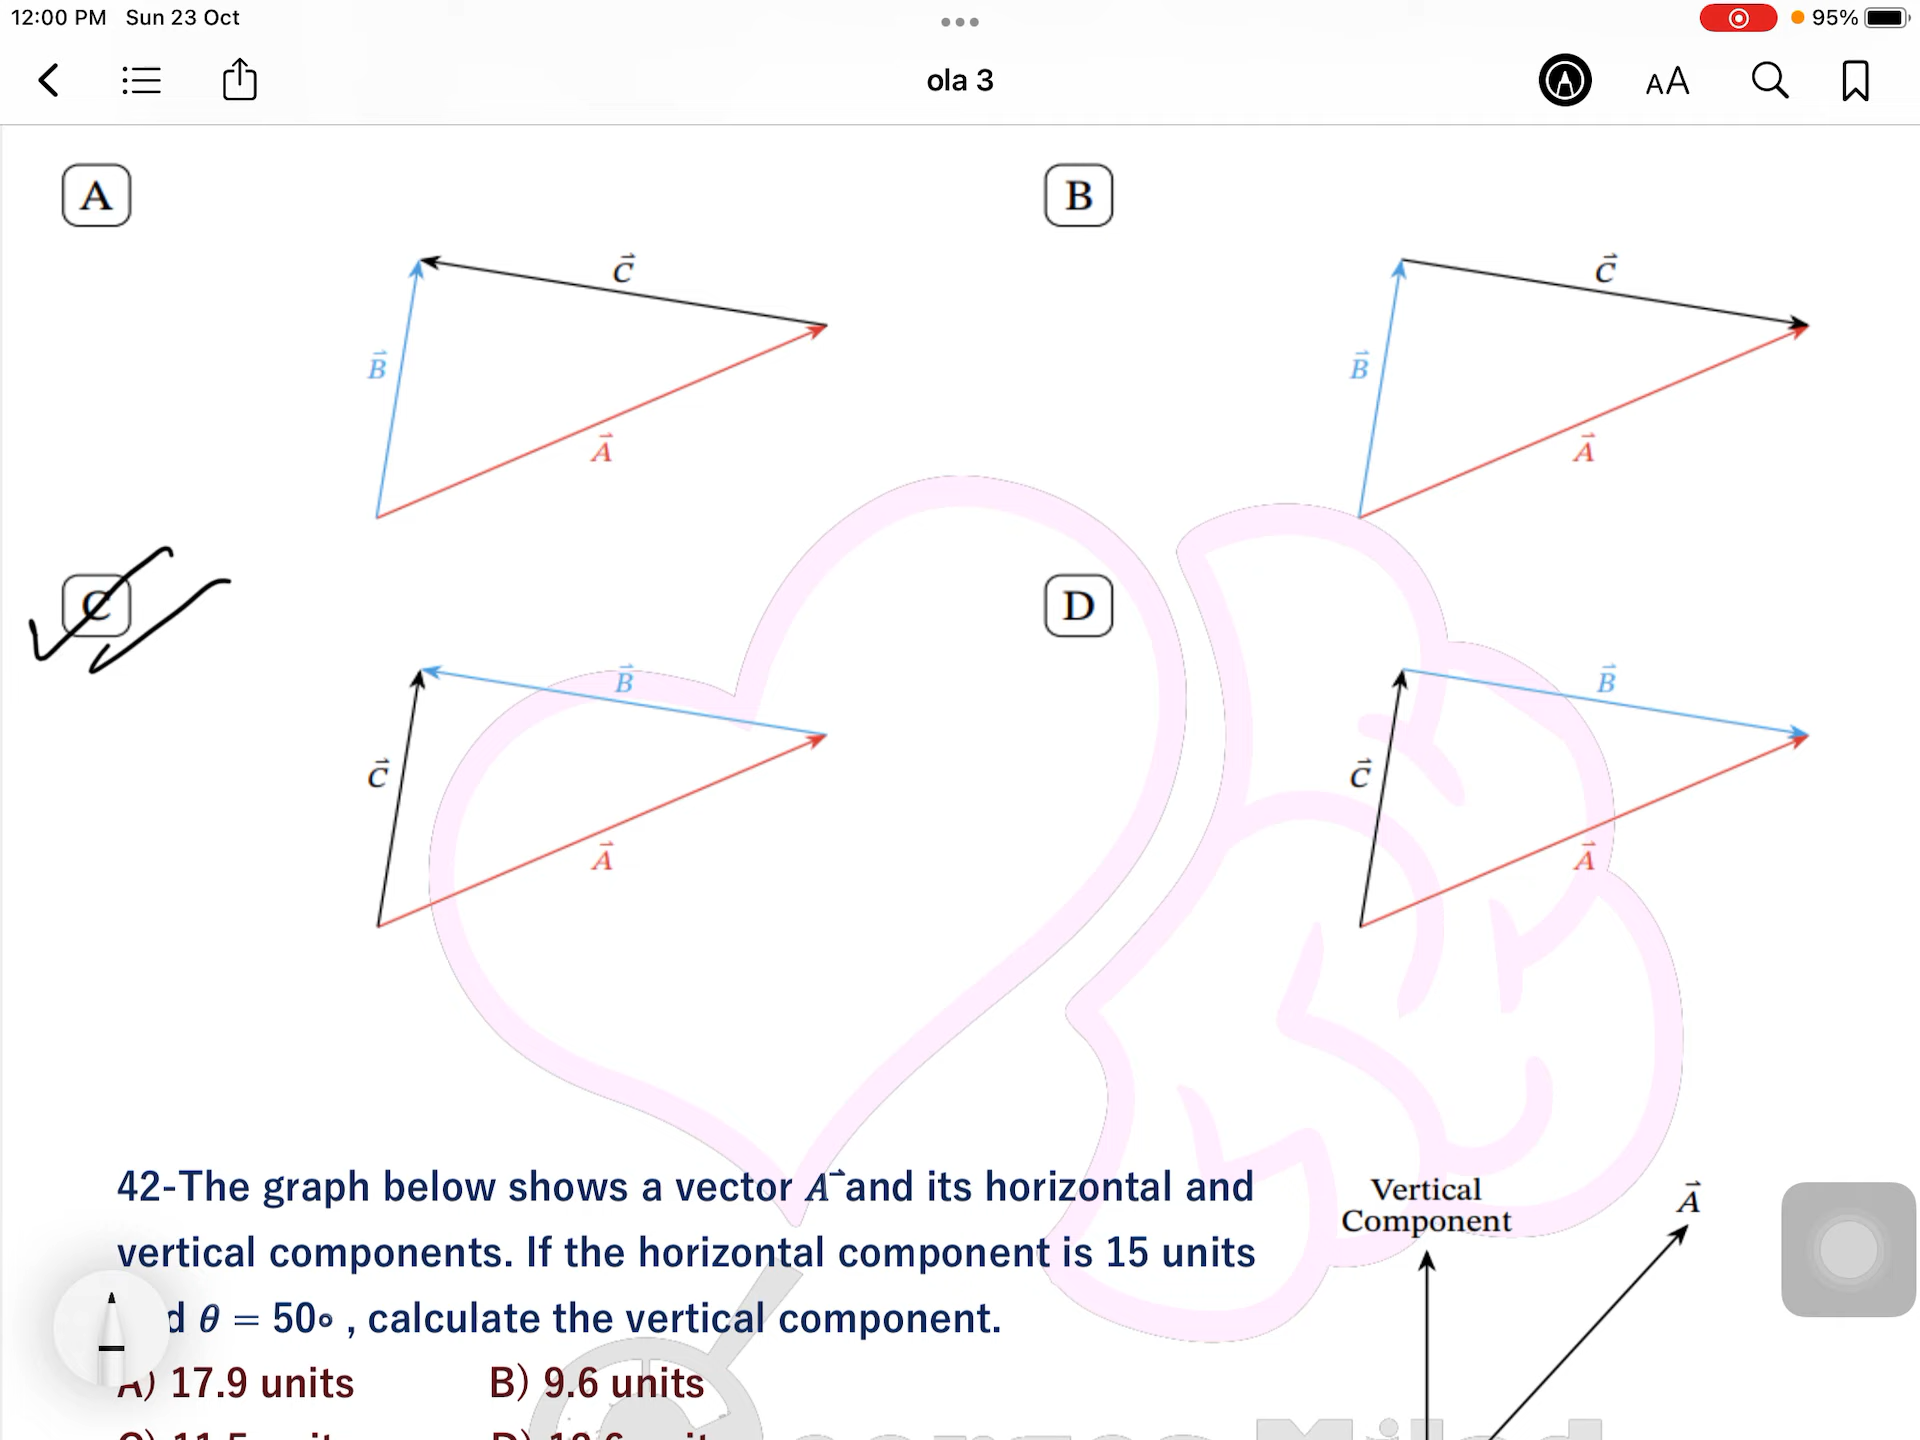 12:00 PM Sun 23 Oct
95%
ola 3
AA
A
B
C⃗
C⃗
B⃗
B⃗
A⃗
A⃗
C
D
B⃗
B⃗
C⃗
C⃗
A⃗
A⃗
42-The graph below shows a vector A⃗ and its horizontal and
vertical components. If the horizontal component is 15 units
d θ = 50∘ , calculate the vertical component.
A) 17.9 units B) 9.6 units
Vertical
Component
A⃗